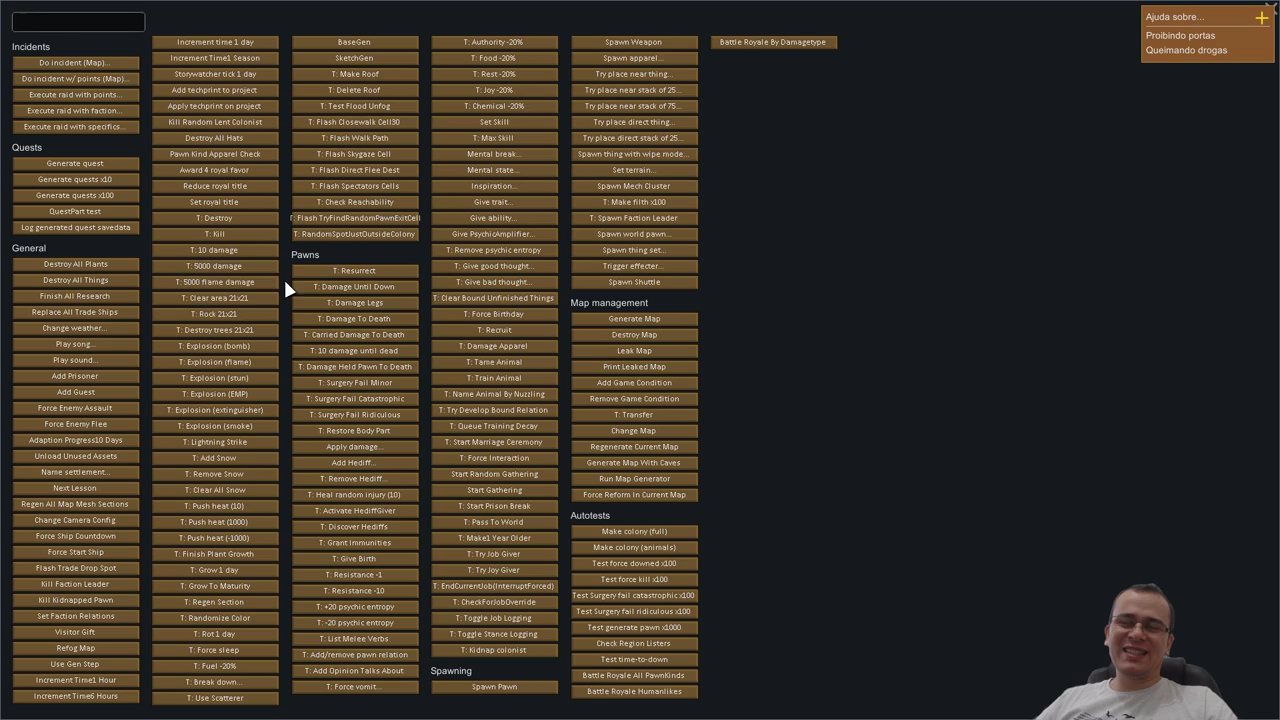 Incidents
Do incident (Map)...
Do incident w/ points (Map)...
Execute raid with points...
Execute raid with faction...
Execute raid with specifics...
Quests
Generate quest
Generate quests x10
Generate quests x100
QuestPart test
Log generated quest savedata
General
Destroy All Plants
Destroy All Things
Finish All Research
Replace All Trade Ships
Change weather...
Play song...
Play sound...
Add Prisoner
Add Guest
Force Enemy Assault
Force Enemy Flee
Adaption Progress10 Days
Unload Unused Assets
Name settlement...
Next Lesson
Regen All Map Mesh Sections
Change Camera Config
Force Ship Countdown
Force Start Ship
Flash Trade Drop Spot
Kill Faction Leader
Kill Kidnapped Pawn
Set Faction Relations
Visitor Gift
Refog Map
Use Gen Step
Increment Time1 Hour
Increment Time6 Hours
Increment time 1 day
Increment Time1 Season
Storywatcher tick 1 day
Add techprint to project
Apply techprint on project
Kill Random Lent Colonist
Destroy All Hats
Pawn Kind Apparel Check
Award 4 royal favor
Reduce royal title
Set royal title
T: Destroy
T: Kill
T: 10 damage
T: 5000 damage
T: 5000 flame damage
T: Clear area 21x21
T: Rock 21x21
T: Destroy trees 21x21
T: Explosion (bomb)
T: Explosion (flame)
T: Explosion (stun)
T: Explosion (EMP)
T: Explosion (extinguisher)
T: Explosion (smoke)
T: Lightning Strike
T: Add Snow
T: Remove Snow
T: Clear All Snow
T: Push heat (10)
T: Push heat (1000)
T: Push heat (-1000)
T: Finish Plant Growth
T: Grow 1 day
T: Grow To Maturity
T: Regen Section
T: Randomize Color
T: Rot 1 day
T: Force sleep
T: Fuel -20%
T: Break down...
T: Use Scatterer
BaseGen
SketchGen
T: Make Roof
T: Delete Roof
T: Test Flood Unfog
T: Flash Closewalk Cell30
T: Flash Walk Path
T: Flash Skygaze Cell
T: Flash Direct Flee Dest
T: Flash Spectators Cells
T: Check Reachability
T: Flash TryFindRandomPawnExitCell
T: RandomSpotJustOutsideColony
Pawns
T: Resurrect
T: Damage Until Down
T: Damage Legs
T: Damage To Death
T: Carried Damage To Death
T: 10 damage until dead
T: Damage Held Pawn To Death
T: Surgery Fail Minor
T: Surgery Fail Catastrophic
T: Surgery Fail Ridiculous
T: Restore Body Part
Apply damage...
Add Hediff...
T: Remove Hediff...
T: Heal random injury (10)
T: Activate HediffGiver
T: Discover Hediffs
T: Grant Immunities
T: Give Birth
T: Resistance -1
T: Resistance -10
T: +20 psychic entropy
T: -20 psychic entropy
T: List Melee Verbs
T: Add/remove pawn relation
T: Add Opinion Talks About
T: Force vomit...
T: Authority -20%
T: Food -20%
T: Rest -20%
T: Joy -20%
T: Chemical -20%
Set Skill
T: Max Skill
Mental break...
Mental state...
Inspiration...
Give trait...
Give ability...
Give PsychicAmplifier...
T: Remove psychic entropy
T: Give good thought...
T: Give bad thought...
T: Clear Bound Unfinished Things
T: Force Birthday
T: Recruit
T: Damage Apparel
T: Tame Animal
T: Train Animal
T: Name Animal By Nuzzling
T: Try Develop Bound Relation
T: Queue Training Decay
T: Start Marriage Ceremony
T: Force Interaction
Start Random Gathering
Start Gathering
T: Start Prison Break
T: Pass To World
T: Make1 Year Older
T: Try Job Giver
T: Try Joy Giver
T: EndCurrentJob(InterruptForced)
T: CheckForJobOverride
T: Toggle Job Logging
T: Toggle Stance Logging
T: Kidnap colonist
Spawning
Spawn Pawn
Spawn Weapon
Spawn apparel...
Try place near thing...
Try place near stack of 25...
Try place near stack of 75...
Try place direct thing...
Try place direct stack of 25...
Spawn thing with wipe mode...
Set terrain...
Spawn Mech Cluster
T: Make filth x100
T: Spawn Faction Leader
Spawn world pawn...
Spawn thing set...
Trigger effecter...
Spawn Shuttle
Map management
Generate Map
Destroy Map
Leak Map
Print Leaked Map
Add Game Condition
Remove Game Condition
T: Transfer
Change Map
Regenerate Current Map
Generate Map With Caves
Run Map Generator
Force Reform In Current Map
Autotests
Make colony (full)
Make colony (animals)
Test force downed x100
Test force kill x100
Test Surgery fail catastrophic x100
Test Surgery fail ridiculous x100
Test generate pawn x1000
Check Region Listers
Test time-to-down
Battle Royale All PawnKinds
Battle Royale Humanlikes
Battle Royale By Damagetype
Ajuda sobre...
Proibindo portas
Queimando drogas